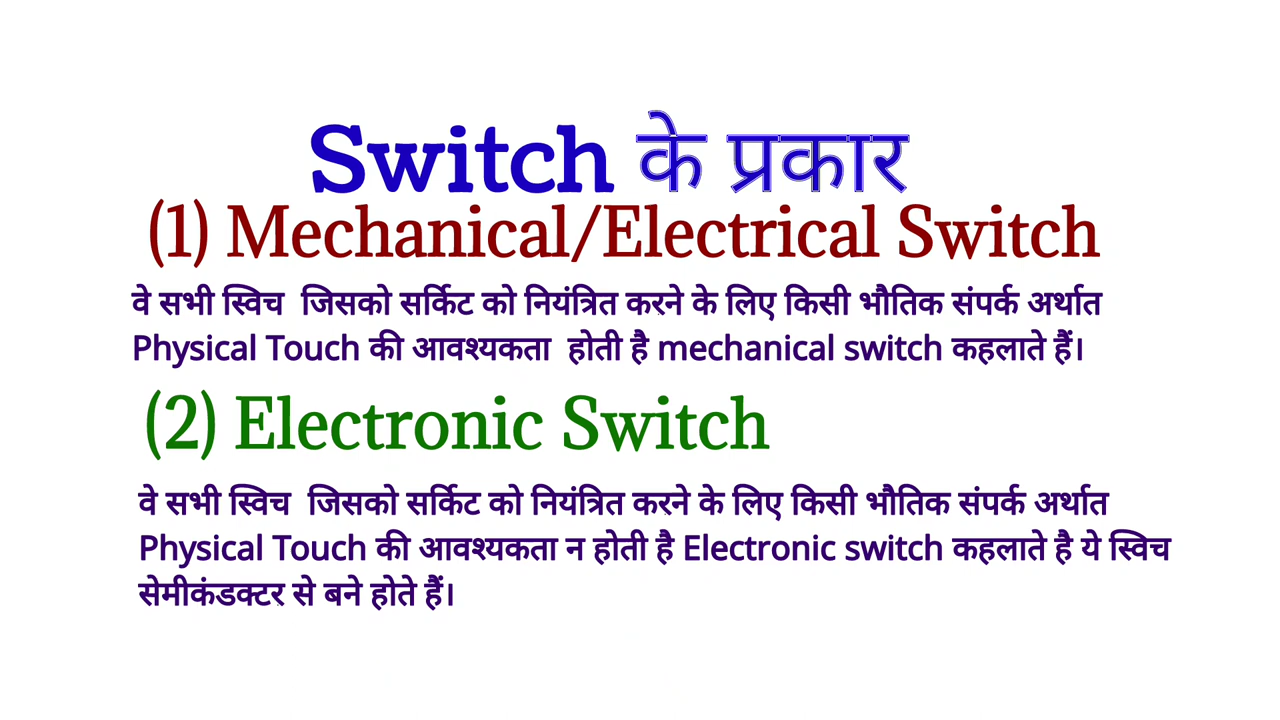 Switch के प्रकार
(1) Mechanical/Electrical Switch
वे सभी स्विच जिसको सर्किट को नियंत्रित करने के लिए किसी भौतिक संपर्क अर्थात
Physical Touch की आवश्यकता होती है mechanical switch कहलाते हैं।
(2) Electronic Switch
वे सभी स्विच जिसको सर्किट को नियंत्रित करने के लिए किसी भौतिक संपर्क अर्थात
Physical Touch की आवश्यकता न होती है Electronic switch कहलाते है ये स्विच
सेमीकंडक्टर से बने होते हैं।